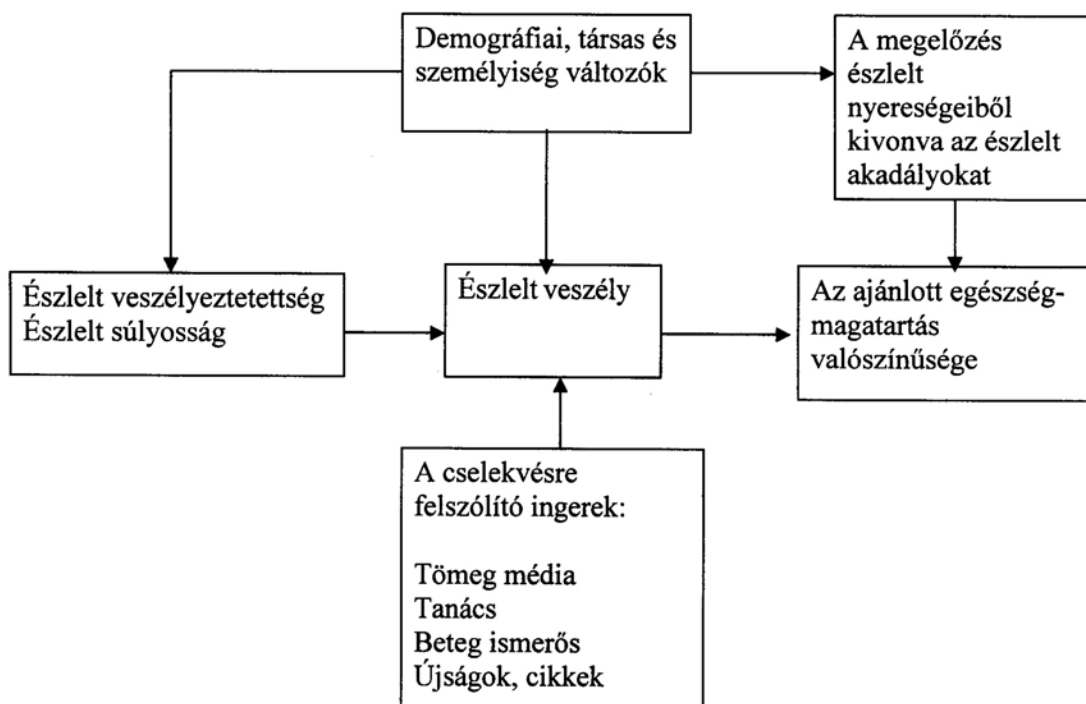 Demográfiai, társas és
személyiség változók
A megelőzés
észlelt
nyereségeiből
kivonva az észlelt
akadályokat
Észlelt veszélyeztetettség
Észlelt súlyosság
Észlelt veszély
Az ajánlott egészség-
magatartás
valószínűsége
A cselekvésre
felszólító ingerek:
Tömeg média
Tanács
Beteg ismerős
Újságok, cikkek